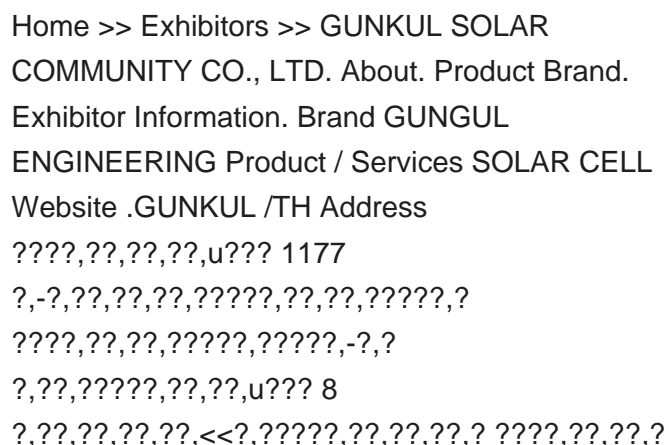 Home >> Exhibitors >> GUNKUL SOLAR
COMMUNITY CO., LTD. About. Product Brand.
Exhibitor Information. Brand GUNGUL
ENGINEERING Product / Services SOLAR CELL
Website .GUNKUL /TH Address
????,??,??,??,u??? 1177
?,-?,??,??,??,?????,??,??,?????,?
????,??,??,?????,?????,-?,?
?,??,?????,??,??,u??? 8
?,??,??,??,??,<<?,?????,??,??,??,? ????,??,??,?